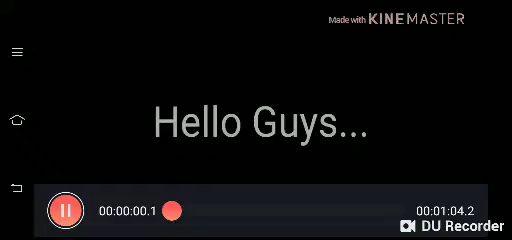 Made with KINEMASTER
Hello Guys...
00:00:00.1
00:01:04.2
DU Recorder